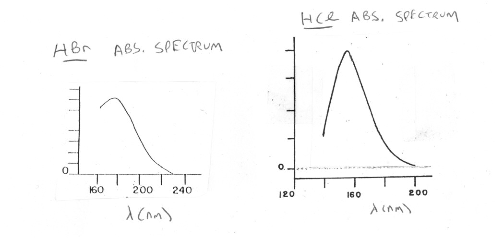 HBr ABS. SPECTRUM
0
160 200 240
λ(nm)
HCl ABS. SPECTRUM
0.
120 160 200
λ(nm)